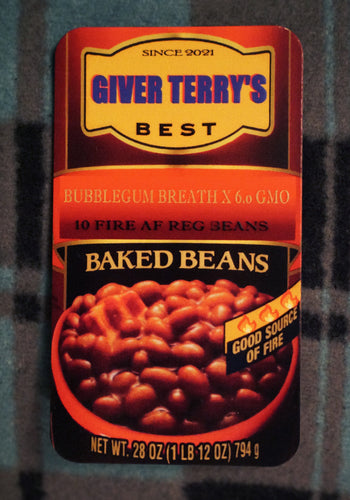 SINCE 2021
GIVER TERRY'S
BEST
BUBBLEGUM BREATH X 6.0 GMO
10 FIRE AF REG BEANS
BAKED BEANS
GOOD SOURCE
OF FIRE
NET WT. 28 OZ (1 LB 12 OZ) 794 g